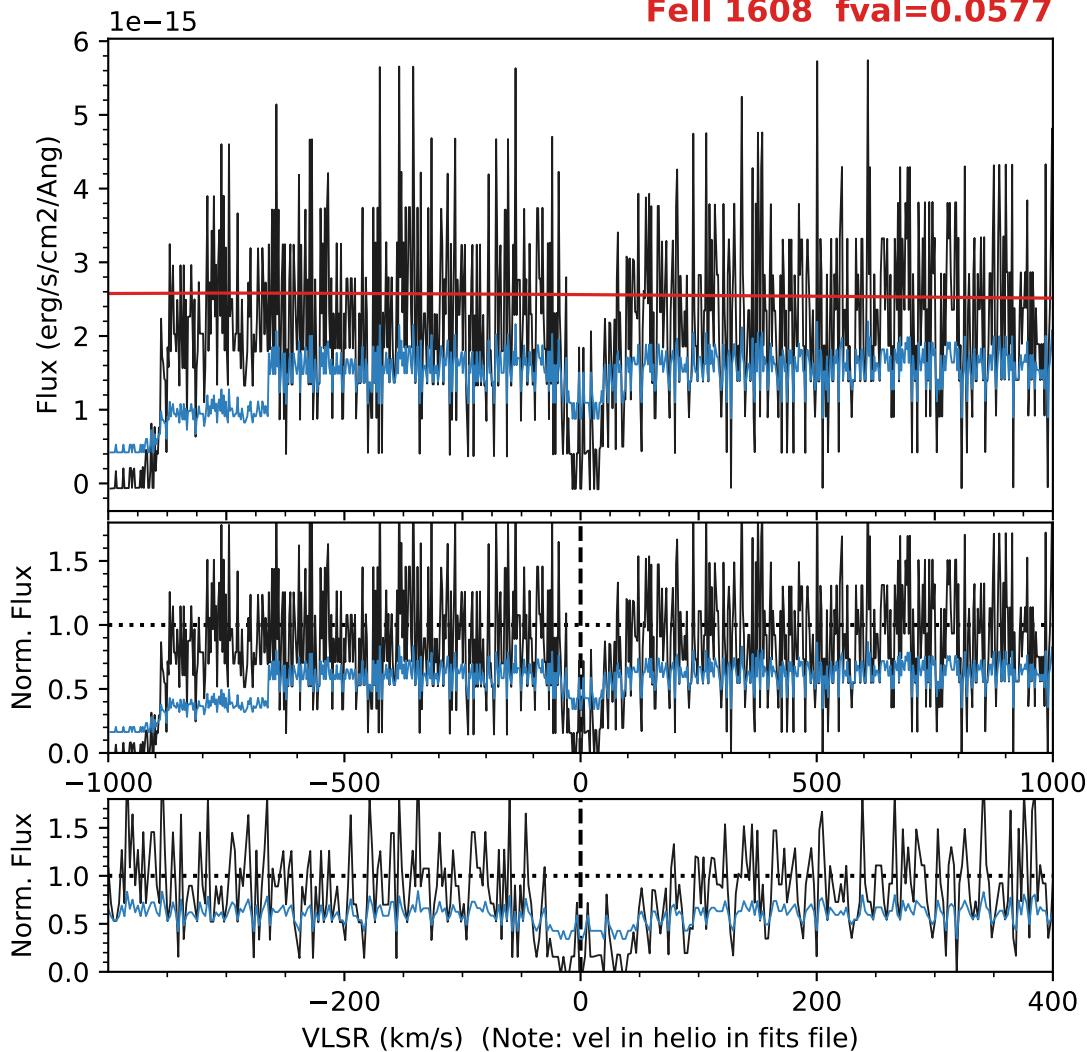 1e−15
FeII 1608 fval=0.0577
6
5
4
3
2
1
0
Flux (erg/s/cm2/Ang)
1.5
1.0
0.5
0.0
Norm. Flux
−1000 −500 0 500 1000
1.5
1.0
0.5
0.0
Norm. Flux
−200 0 200 400
VLSR (km/s) (Note: vel in helio in fits file)